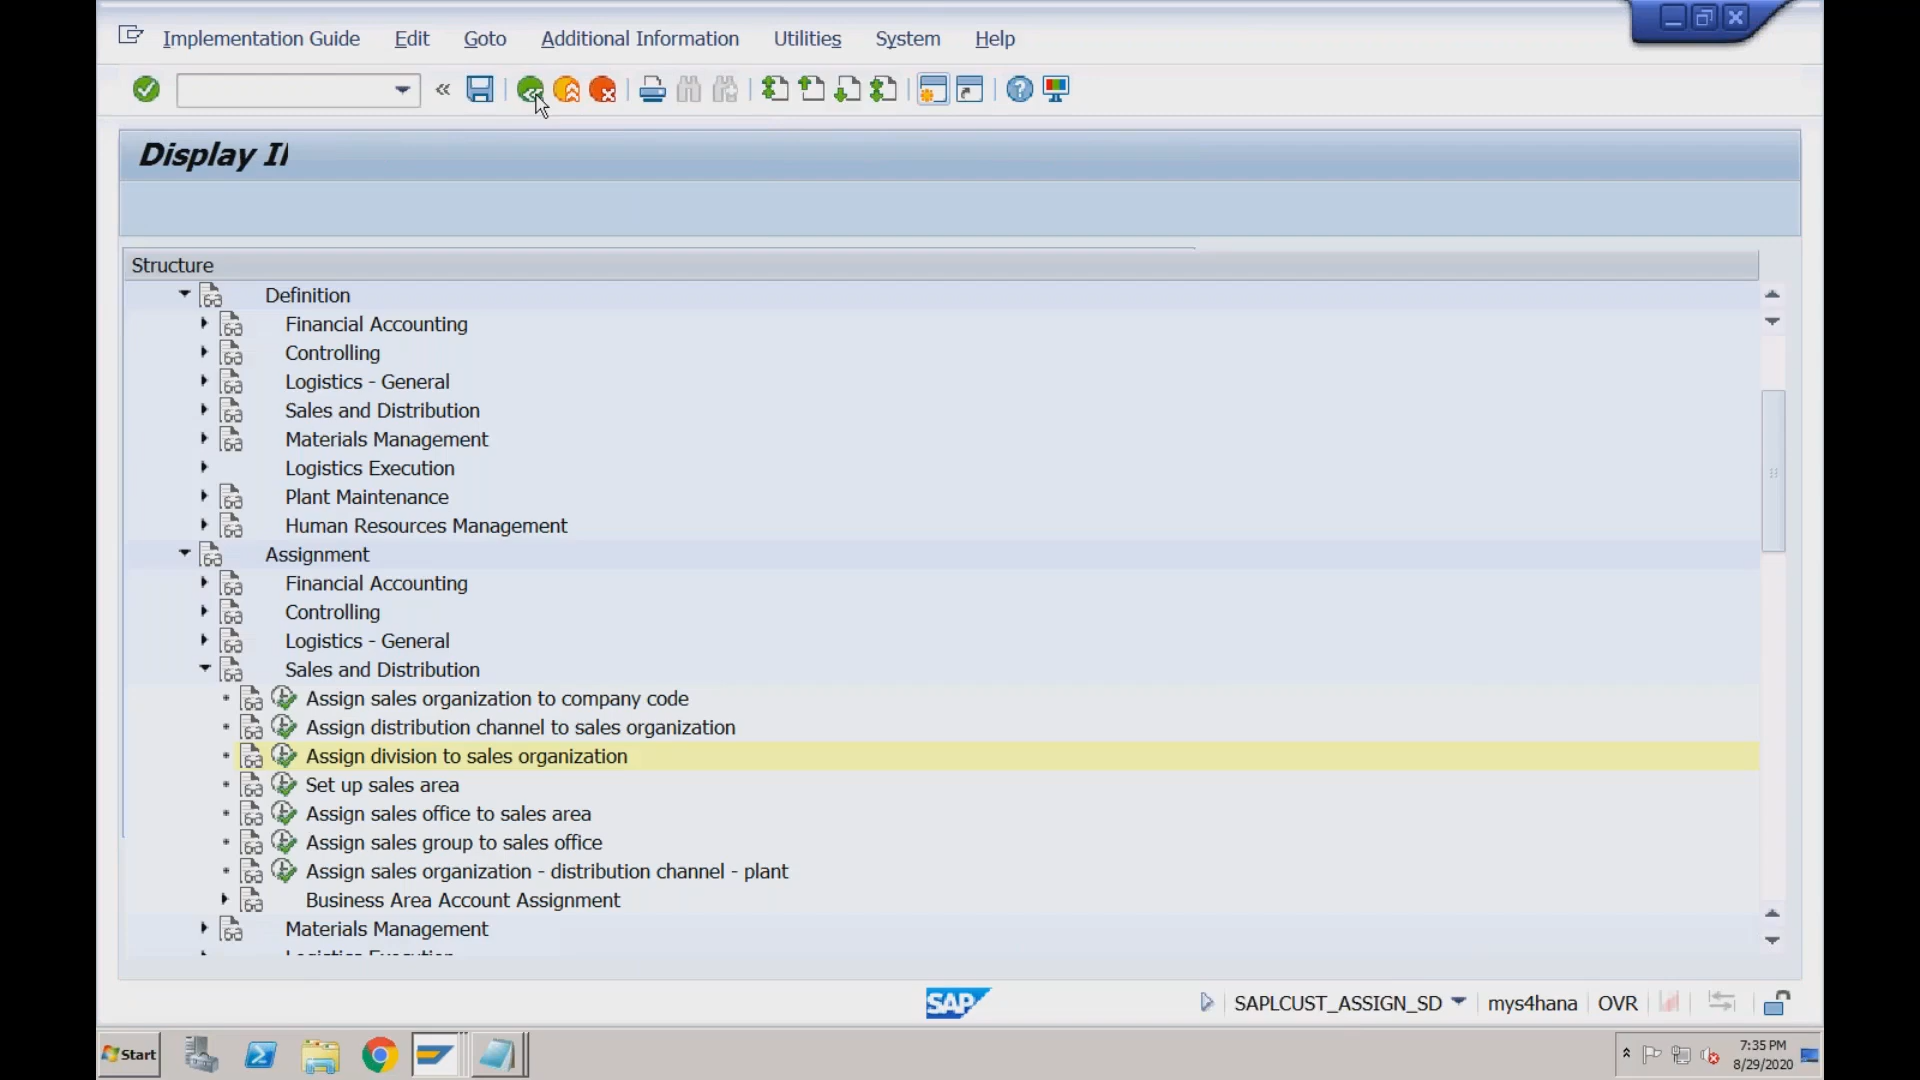 Implementation Guide Edit Goto Additional Information Utilities System Help
Display I
Structure
Definition
Financial Accounting
Controlling
Logistics - General
Sales and Distribution
Materials Management
Logistics Execution
Plant Maintenance
Human Resources Management
Assignment
Financial Accounting
Controlling
Logistics - General
Sales and Distribution
Assign sales organization to company code
Assign distribution channel to sales organization
Assign division to sales organization
Set up sales area
Assign sales office to sales area
Assign sales group to sales office
Assign sales organization - distribution channel - plant
Business Area Account Assignment
Materials Management
Logistics Execution
SAP SAPLCUST_ASSIGN_SD mys4hana OVR
Start 7:35 PM
8/29/2020